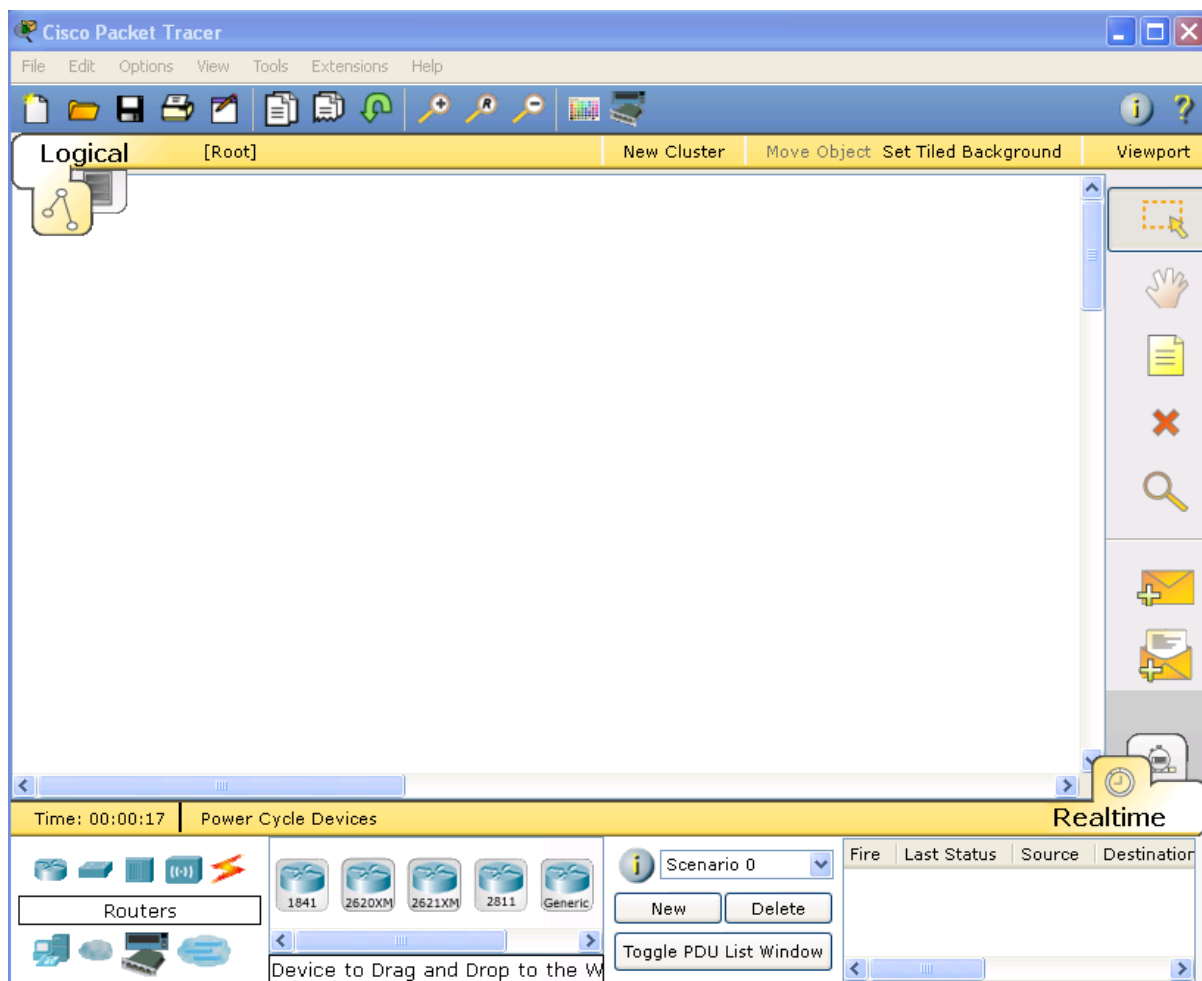 Cisco Packet Tracer
File Edit Options View Tools Extensions Help
Logical [Root] New Cluster Move Object Set Tiled Background Viewport
Time: 00:00:17 Power Cycle Devices Realtime
Routers
1841 2620XM 2621XM 2811 Generic
Device to Drag and Drop to the W
Scenario 0
New Delete
Toggle PDU List Window
Fire Last Status Source Destination